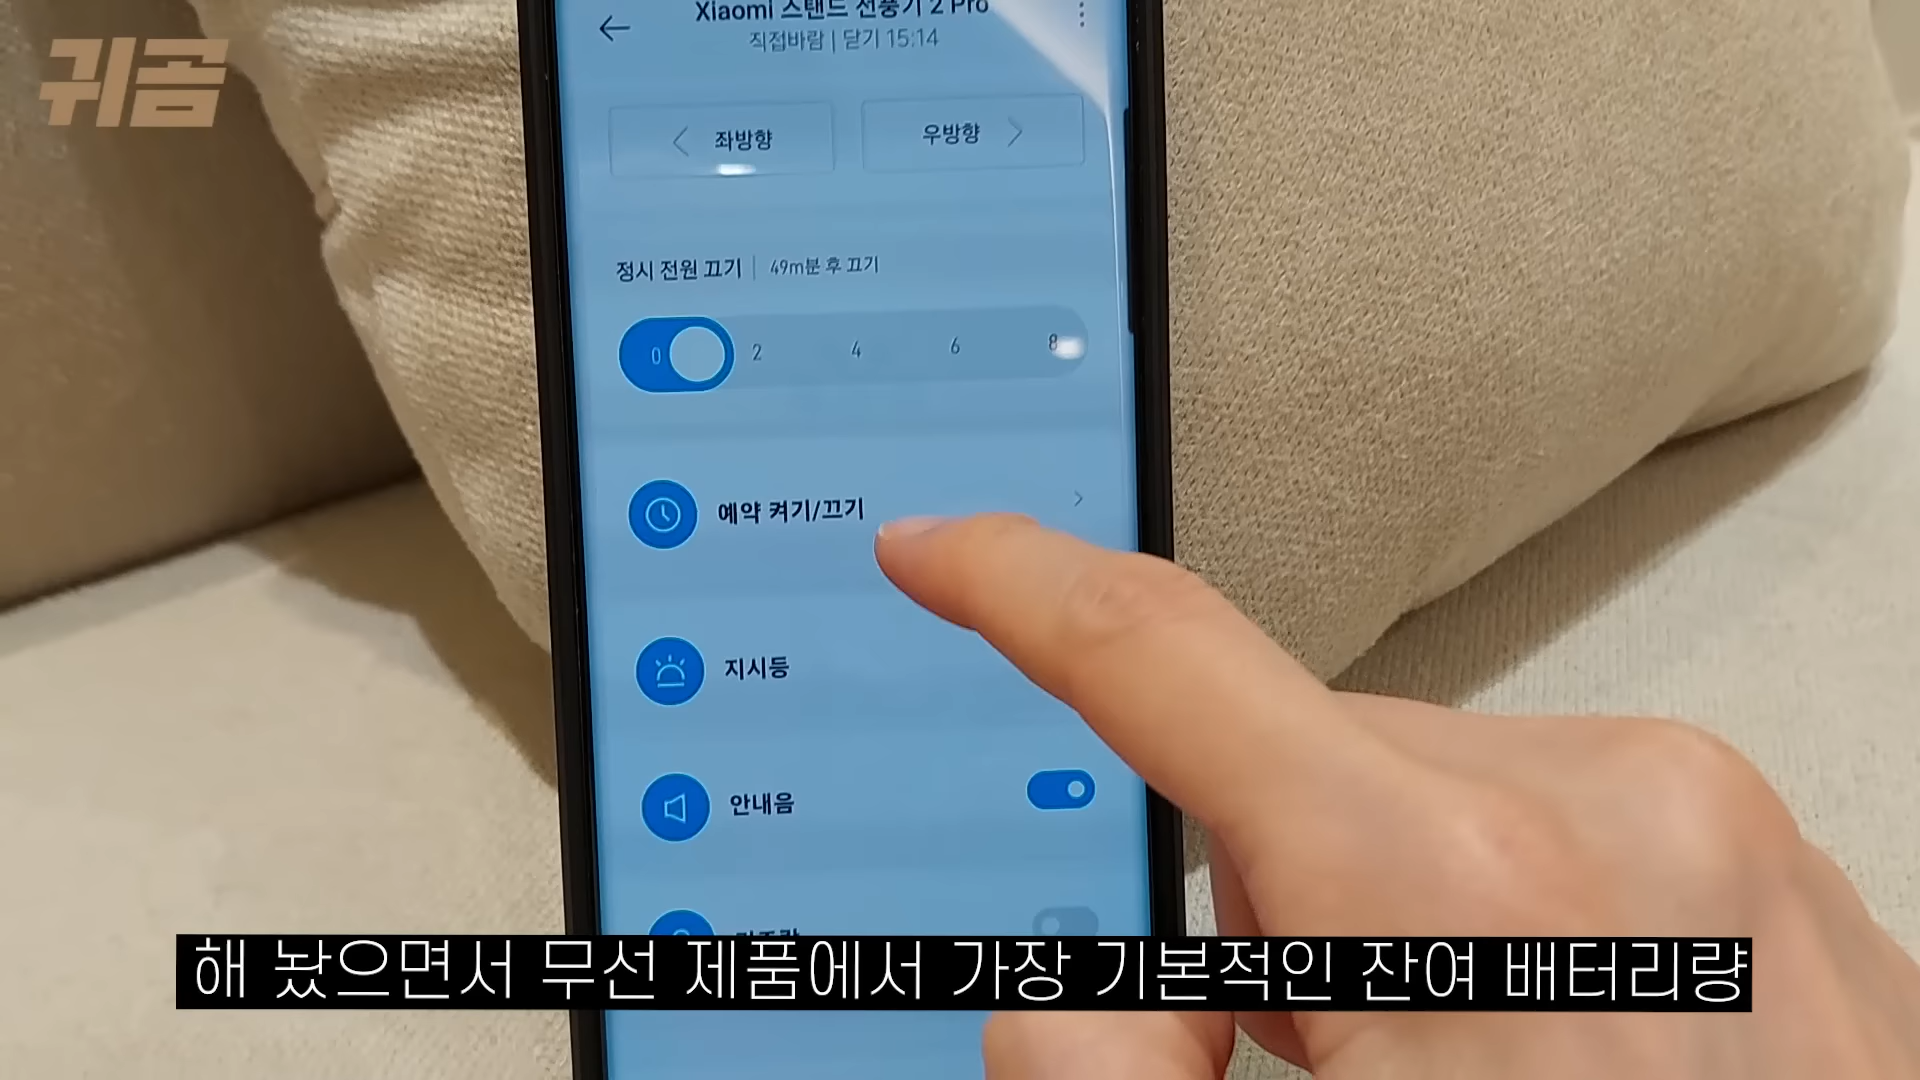 귀곰
Xiaomi 스탠드 선풍기 2 Pro
직접바람 | 닫기 15:14
좌방향
우방향
정시 전원 끄기 | 49m분 후 끄기
0 2 4 6 8
예약 켜기/끄기
지시등
안내음
해 놨으면서 무선 제품에서 가장 기본적인 잔여 배터리량